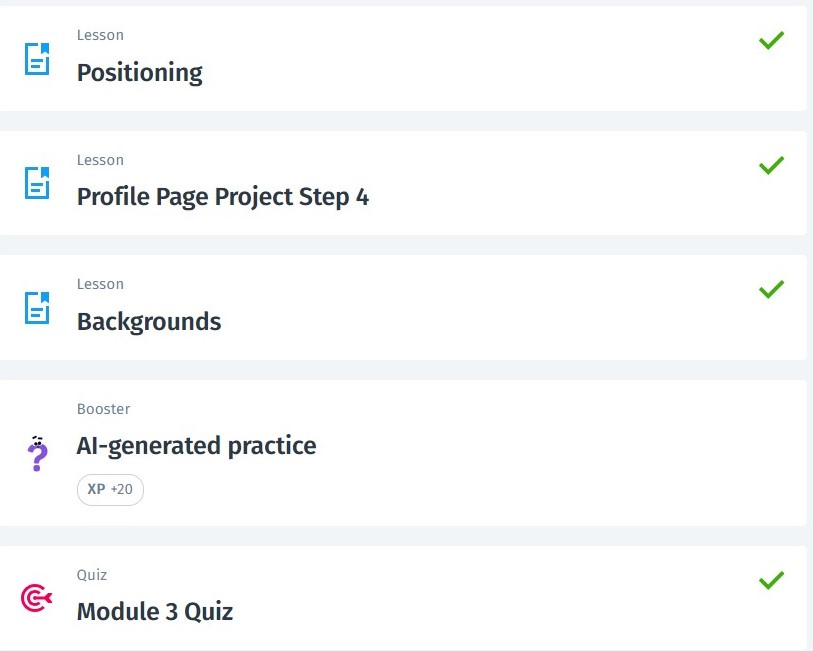 Lesson
Positioning
Lesson
Profile Page Project Step 4
Lesson
Backgrounds
Booster
AI-generated practice
XP +20
Quiz
Module 3 Quiz